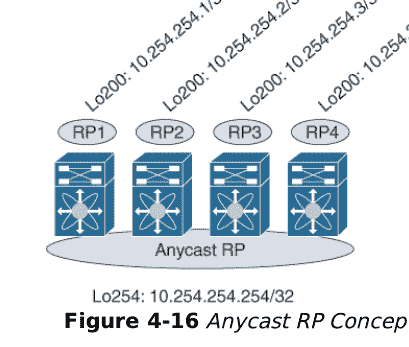 Lo200: 10.254.254.1/3
Lo200: 10.254.254.2/3
Lo200: 10.254.254.3/3
Lo200: 10.254.254.
RP1 RP2 RP3 RP4
Anycast RP
Lo254: 10.254.254.254/32
Figure 4-16 Anycast RP Concep